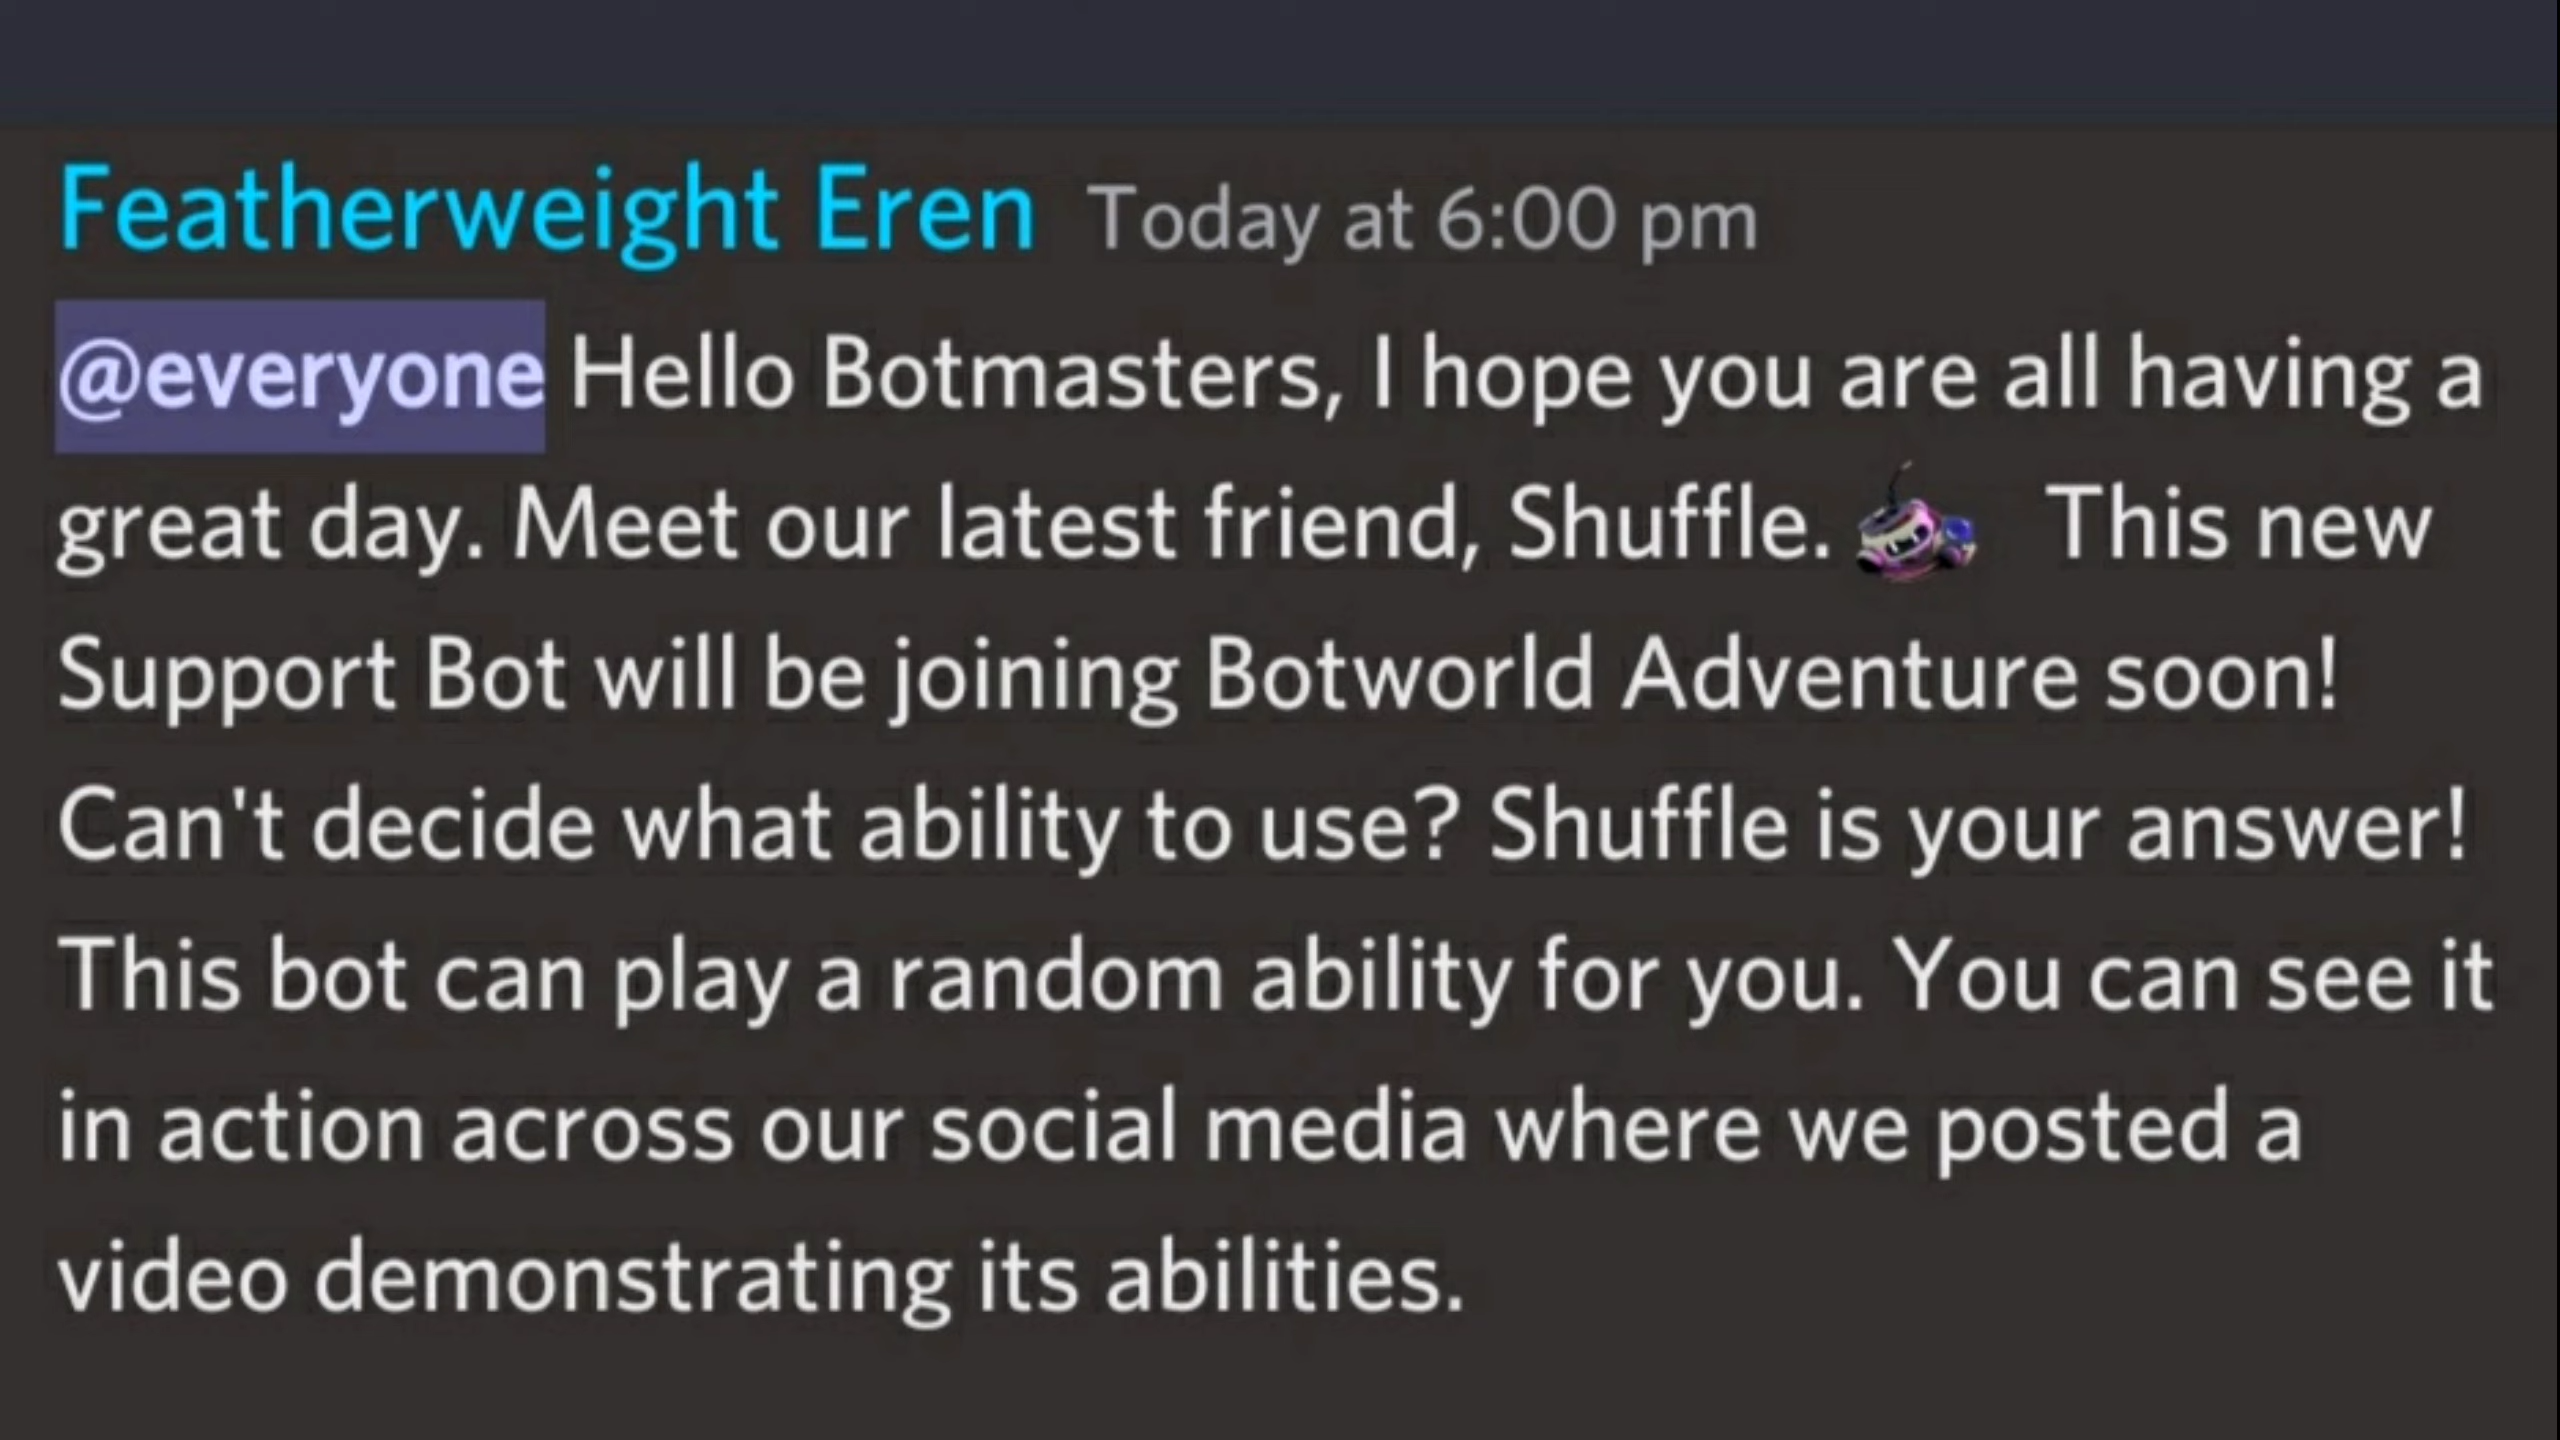 Featherweight Eren Today at 6:00 pm
@everyone Hello Botmasters, I hope you are all having a
great day. Meet our latest friend, Shuffle. This new
Support Bot will be joining Botworld Adventure soon!
Can't decide what ability to use? Shuffle is your answer!
This bot can play a random ability for you. You can see it
in action across our social media where we posted a
video demonstrating its abilities.